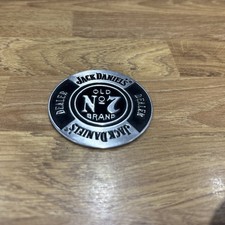 JACK DANIEL'S
DEALER
OLD
No 7
BRAND
DEALER
JACK DANIEL'S